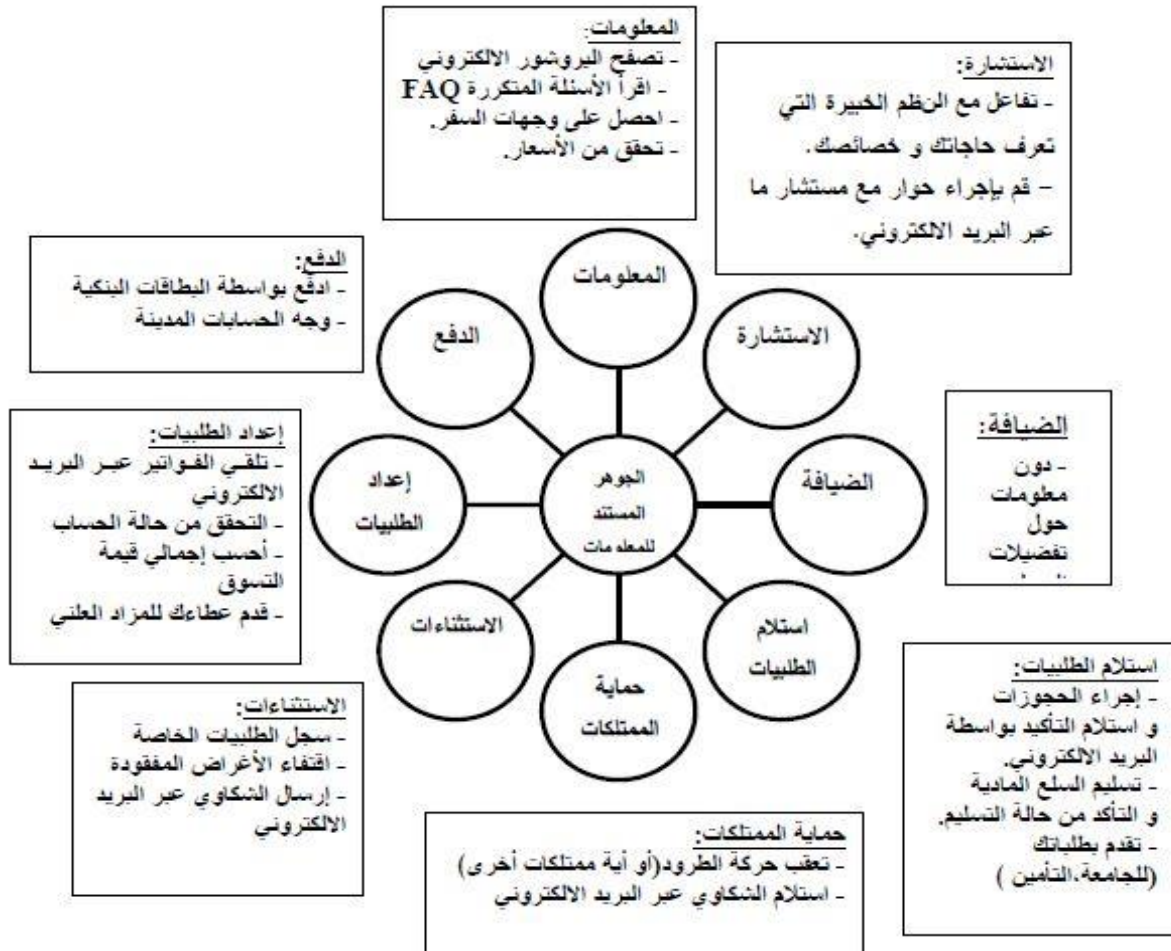 المعلومات:
- تصفح البروشور الالكتروني
- اقرأ الأسئلة المتكررة FAQ
- احصل على وجهات السفر.
- تحقق من الأسعار.
الاستشارة:
- تفاعل مع النظم الخبيرة التي
تعرف حاجاتك و خصائصك.
- قم بإجراء حوار مع مستشار ما
عبر البريد الالكتروني.
الدفع:
- ادفع بواسطة البطاقات البنكية
- وجه الحسابات المدينة
المعلومات
الدفع
الاستشارة
إعداد الطلبيات:
- تلقي الفواتير عبر البريد
الالكتروني
- التحقق من حالة الحساب
- أحسب إجمالي قيمة
التسوق
- قدم عطاءك للمزاد العلني
إعداد
الطلبيات
الجوهر
المستند
للمعلومات
الضيافة
الضيافة:
- دون
معلومات
حول
تفضيلات
الاستثناءات
حماية
الممتلكات
استلام
الطلبيات
استلام الطلبيات:
- إجراء الحجوزات
و استلام التأكيد بواسطة
البريد الالكتروني.
- تسليم السلع المادية
و التأكد من حالة التسليم.
- تقدم بطلباتك
(للجامعة،التأمين )
الاستثناءات:
- سجل الطلبيات الخاصة
- اقتفاء الأغراض المفقودة
- إرسال الشكاوي عبر البريد
الالكتروني
حماية الممتلكات:
- تعقب حركة الطرود(أو أية ممتلكات أخرى)
- استلام الشكاوي عبر البريد الالكتروني